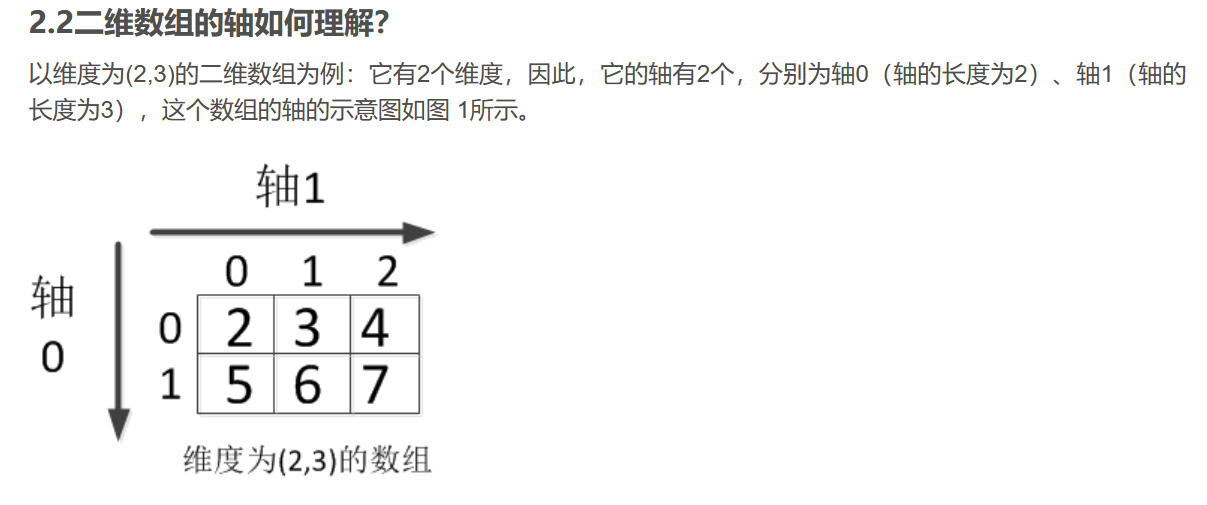 2.2二维数组的轴如何理解？
以维度为(2,3)的二维数组为例：它有2个维度，因此，它的轴有2个，分别为轴0（轴的长度为2）、轴1（轴的
长度为3），这个数组的轴的示意图如图 1所示。
轴1
轴
0
0 1 2
0 2 3 4
1 5 6 7
维度为(2,3)的数组